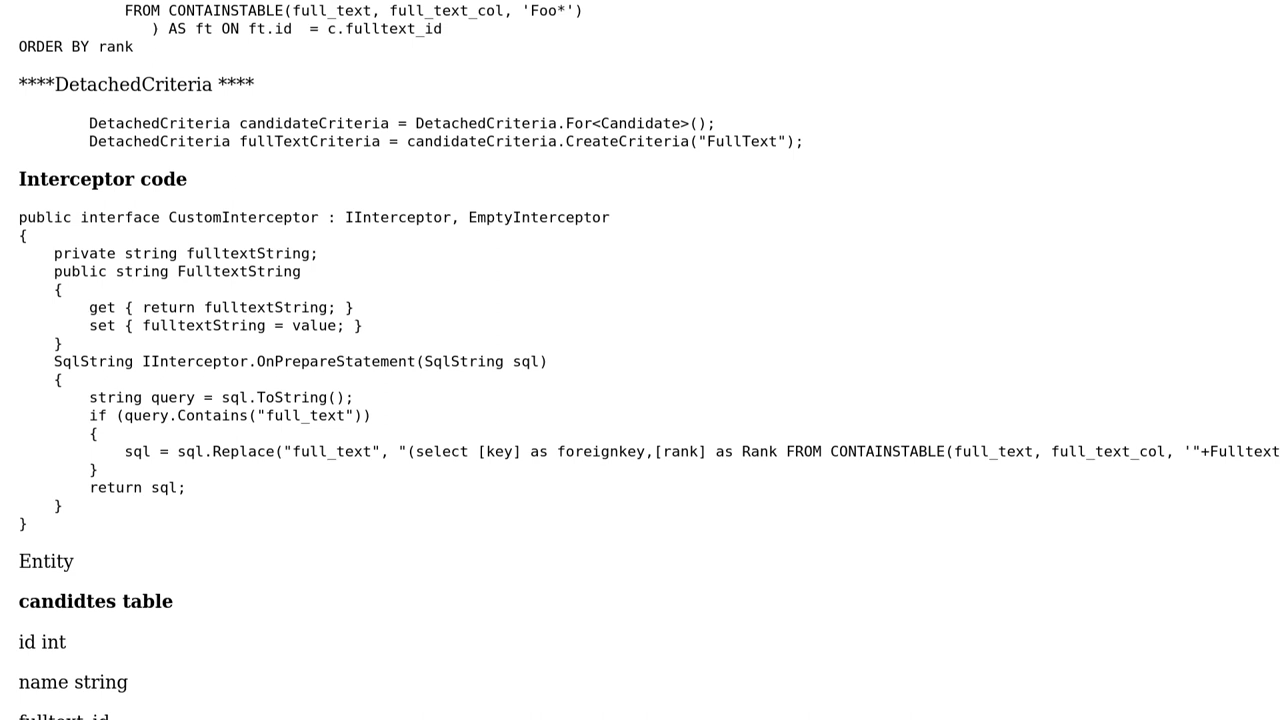 FROM CONTAINSTABLE(full_text, full_text_col, 'Foo*')
) AS ft ON ft.id  = c.fulltext_id
ORDER BY rank
****DetachedCriteria ****
DetachedCriteria candidateCriteria = DetachedCriteria.For<Candidate>();
DetachedCriteria fullTextCriteria = candidateCriteria.CreateCriteria("FullText");
Interceptor code
public interface CustomInterceptor : IInterceptor, EmptyInterceptor
{
    private string fulltextString;
    public string FulltextString
    {
        get { return fulltextString; }
        set { fulltextString = value; }
    }
    SqlString IInterceptor.OnPrepareStatement(SqlString sql)
    {
        string query = sql.ToString();
        if (query.Contains("full_text"))
        {
            sql = sql.Replace("full_text", "(select [key] as foreignkey,[rank] as Rank FROM CONTAINSTABLE(full_text, full_text_col, '"+Fulltext
        }
        return sql;
    }
}
Entity
candidtes table
id int
name string
fulltext_id